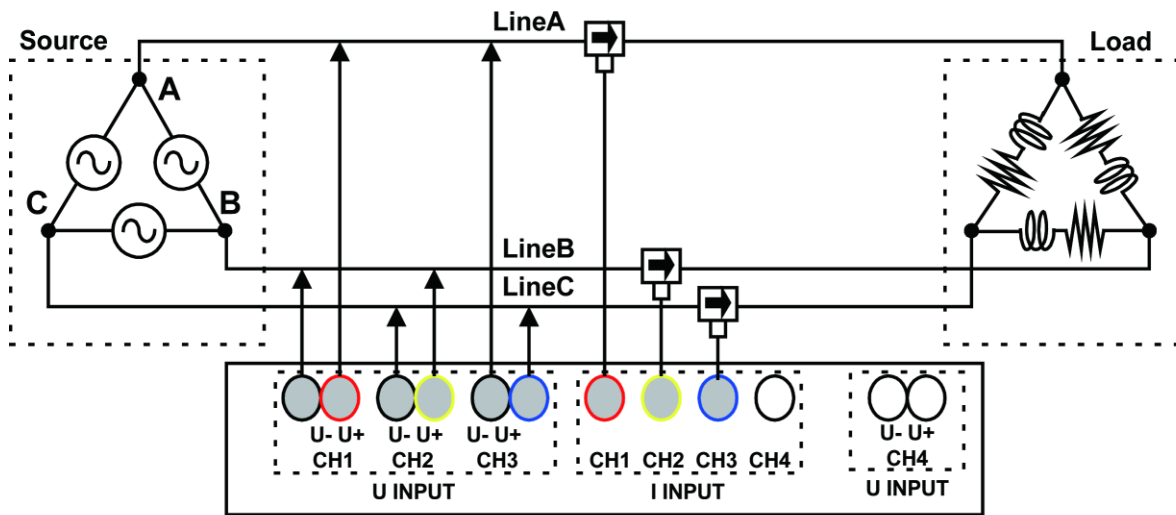 LineA
Source
Load
A
C
B
LineB
LineC
U- U+
U- U+
U- U+
U- U+
CH1
CH2
CH3
CH1
CH2
CH3
CH4
CH4
U INPUT
I INPUT
U INPUT